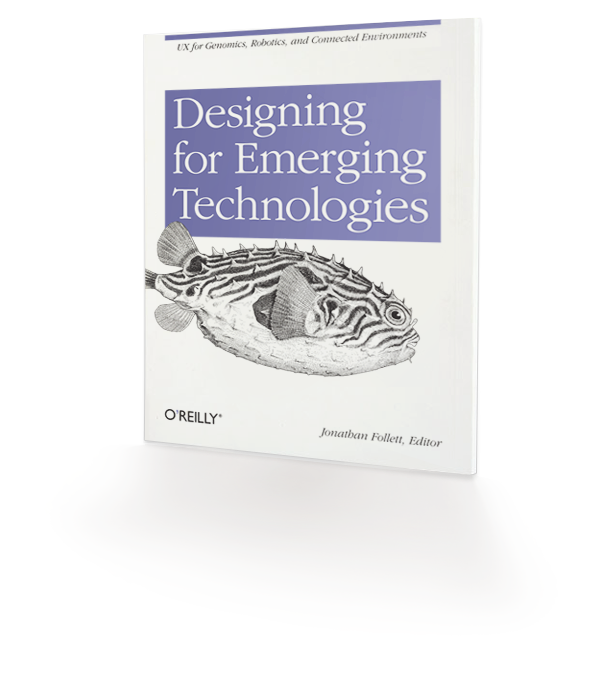 UX for Genomics, Robotics, and Connected Environments
Designing
for Emerging
Technologies
O'REILLY®
Jonathan Follett, Editor